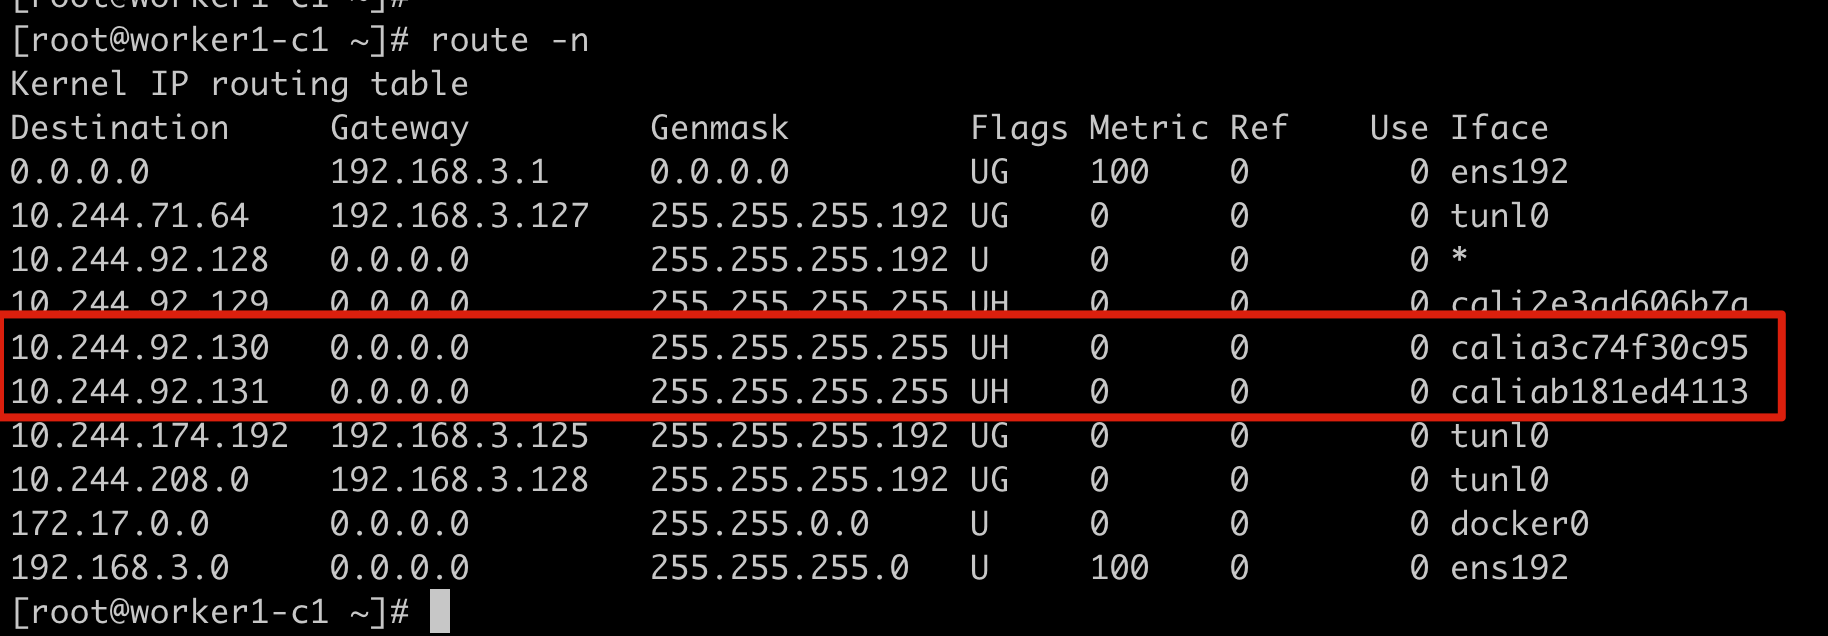 [root@worker1-c1 ~]#
[root@worker1-c1 ~]# route -n
Kernel IP routing table
Destination     Gateway         Genmask         Flags Metric Ref    Use Iface
0.0.0.0         192.168.3.1     0.0.0.0         UG    100    0        0 ens192
10.244.71.64    192.168.3.127   255.255.255.192 UG    0      0        0 tunl0
10.244.92.128   0.0.0.0         255.255.255.192 U     0      0        0 *
10.244.92.129   0.0.0.0         255.255.255.255 UH    0      0        0 cali2e3ad606b7a
10.244.92.130   0.0.0.0         255.255.255.255 UH    0      0        0 calia3c74f30c95
10.244.92.131   0.0.0.0         255.255.255.255 UH    0      0        0 caliab181ed4113
10.244.174.192  192.168.3.125   255.255.255.192 UG    0      0        0 tunl0
10.244.208.0    192.168.3.128   255.255.255.192 UG    0      0        0 tunl0
172.17.0.0      0.0.0.0         255.255.0.0     U     0      0        0 docker0
192.168.3.0     0.0.0.0         255.255.255.0   U     100    0        0 ens192
[root@worker1-c1 ~]#